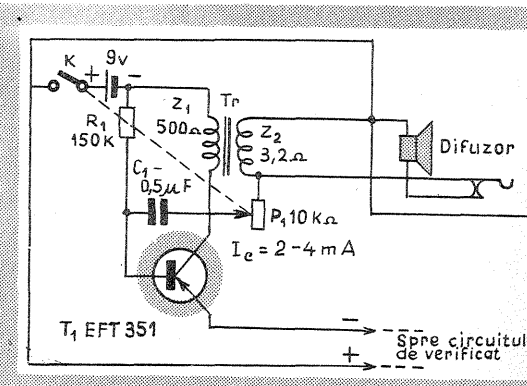 K
+ 9v −
R₁
150K
Z₁
500Ω
Tr
Z₂
3,2Ω
Difuzor
C₁-
0,5μF
P₁ 10 kΩ
I꜀ = 2-4 mA
T₁ EFT 351
−
Spre circuitul
de verificat
+